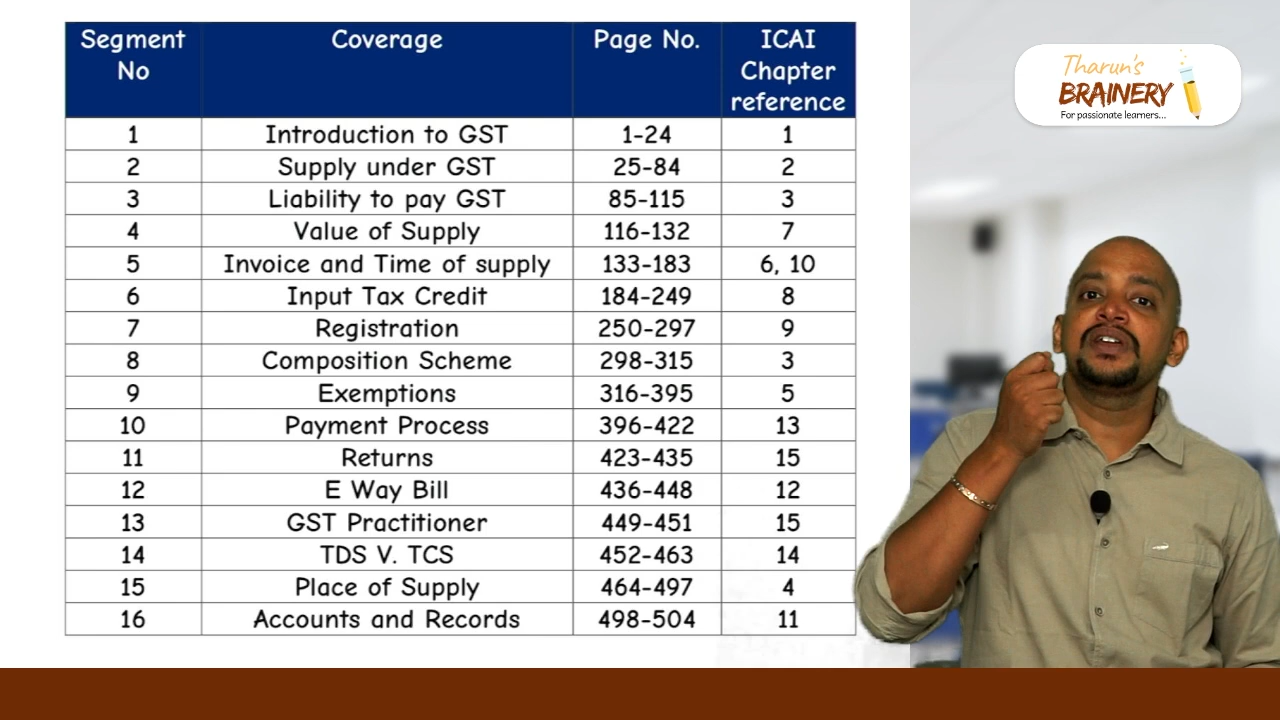 Segment No Coverage Page No. ICAI Chapter reference
1 Introduction to GST 1-24 1
2 Supply under GST 25-84 2
3 Liability to pay GST 85-115 3
4 Value of Supply 116-132 7
5 Invoice and Time of supply 133-183 6, 10
6 Input Tax Credit 184-249 8
7 Registration 250-297 9
8 Composition Scheme 298-315 3
9 Exemptions 316-395 5
10 Payment Process 396-422 13
11 Returns 423-435 15
12 E Way Bill 436-448 12
13 GST Practitioner 449-451 15
14 TDS V. TCS 452-463 14
15 Place of Supply 464-497 4
16 Accounts and Records 498-504 11
Tharun's
BRAINERY
For passionate learners...